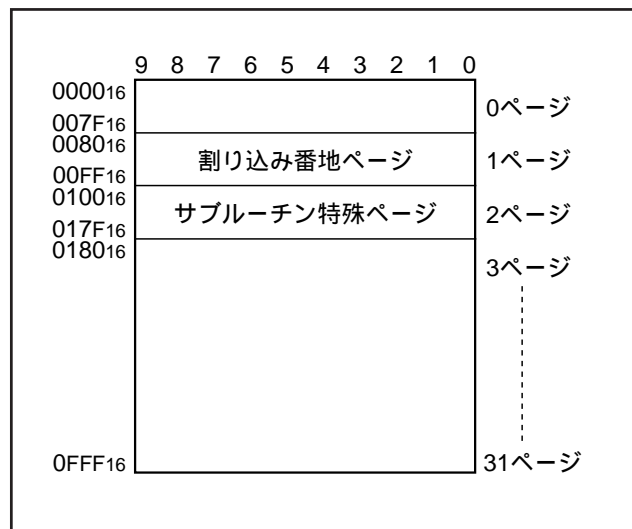 9 8 7 6 5 4 3 2 1 0
000016
0ページ
007F16
008016
割り込み番地ページ
1ページ
00FF16
010016
サブルーチン特殊ページ
2ページ
017F16
018016
3ページ
0FFF16
31ページ